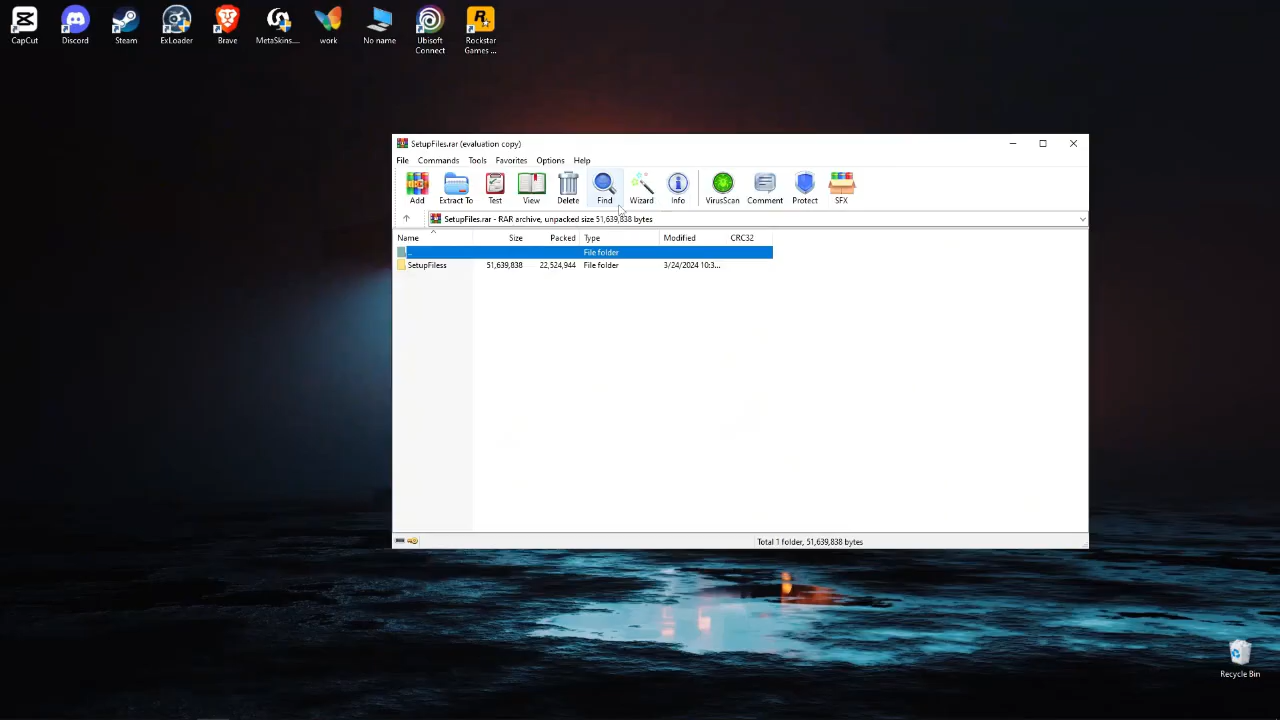 CapCut
Discord
Steam
ExLoader
Brave
MetaSkins....
work
No name
Ubisoft
Connect
Rockstar
Games ...
SetupFiles.rar (evaluation copy)
File Commands Tools Favorites Options Help
Add Extract To Test View Delete Find Wizard Info VirusScan Comment Protect SFX
SetupFiles.rar - RAR archive, unpacked size 51,639,838 bytes
Name Size Packed Type Modified CRC32
.. File folder
SetupFiless 51,639,838 22,524,944 File folder 3/24/2024 10:3...
Total 1 folder, 51,639,838 bytes
Recycle Bin